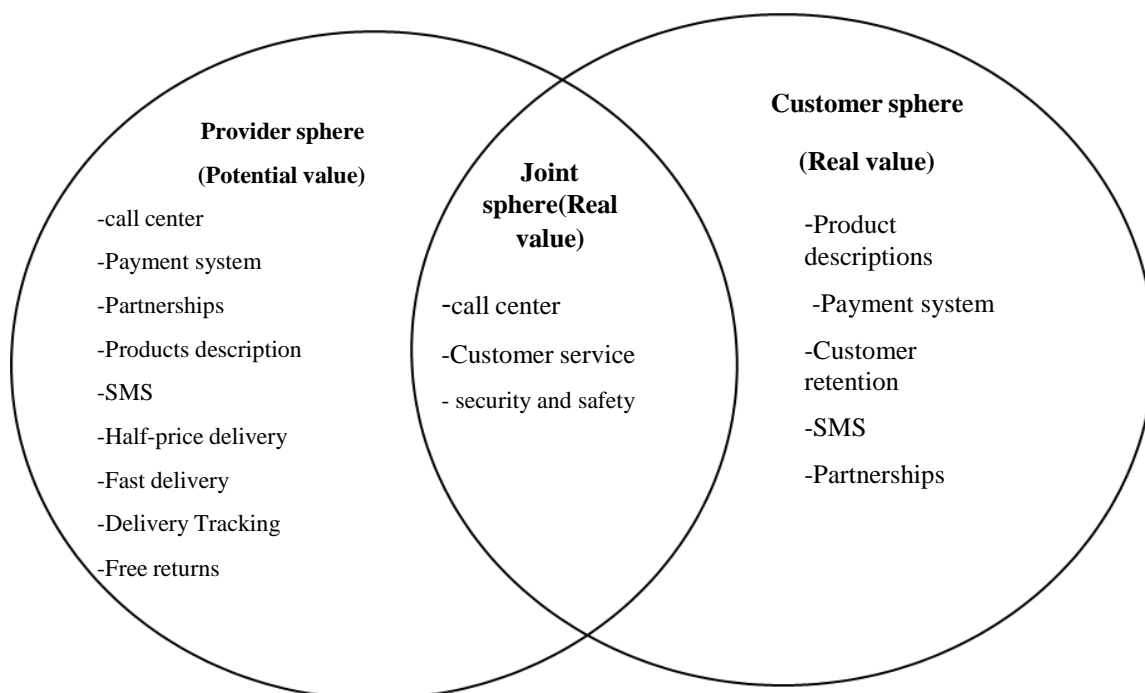 Provider sphere
(Potential value)
-call center
-Payment system
-Partnerships
-Products description
-SMS
-Half-price delivery
-Fast delivery
-Delivery Tracking
-Free returns
Joint
sphere(Real
value)
-call center
-Customer service
- security and safety
Customer sphere
(Real value)
-Product
descriptions
-Payment system
-Customer
retention
-SMS
-Partnerships